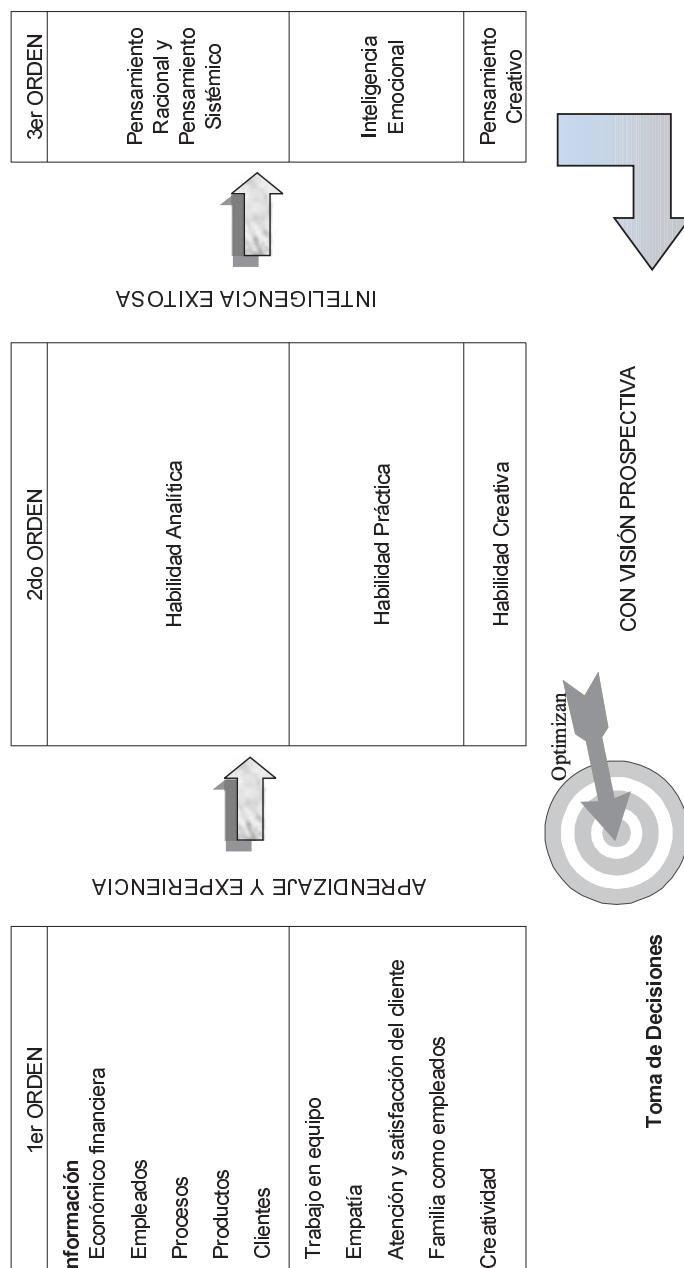 1er ORDEN
nformación
Económico financiera
Empleados
Procesos
Productos
Clientes
Trabajo en equipo
Empatía
Atención y satisfacción del cliente
Familia como empleados
Creatividad
APRENDIZAJE Y EXPERIENCIA
2do ORDEN
Habilidad Analítica
Habilidad Práctica
Habilidad Creativa
INTELIGENCIA EXITOSA
3er ORDEN
Pensamiento
Racional y
Pensamiento
Sistémico
Inteligencia
Emocional
Pensamiento
Creativo
Toma de Decisiones
Optimizan
CON VISIÓN PROSPECTIVA